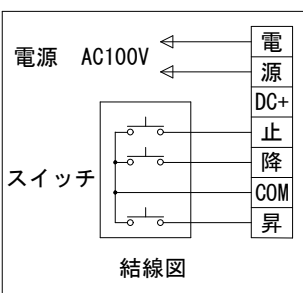 電源 AC100V
電
源
DC+
止
降
COM
昇
スイッチ
結線図